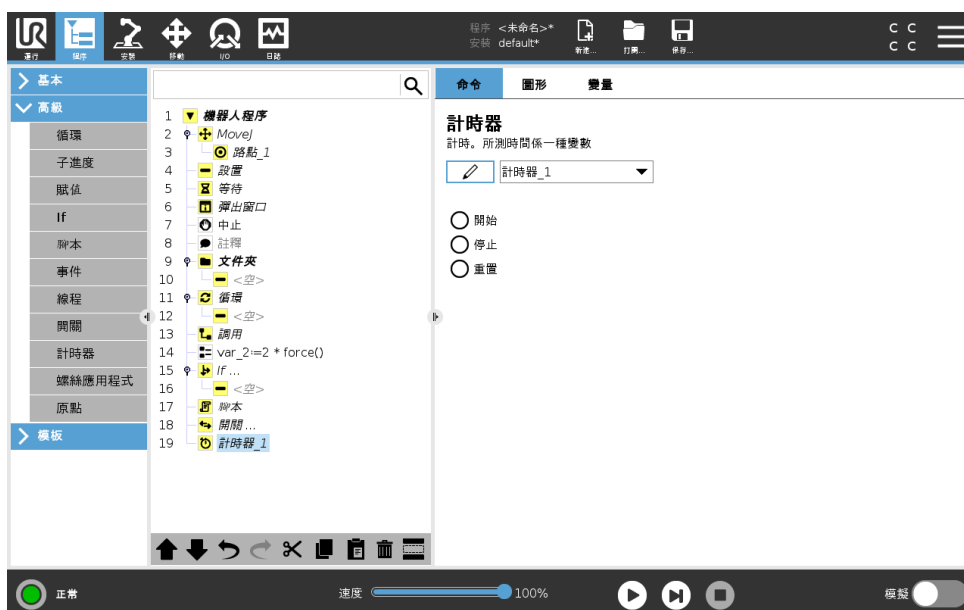 運行
程序
安裝
移動
I/O
日誌
程序 <未命名>*
安裝 default*
新建...
打開...
保存...
C C
C C
基本
高級
循環
子進度
賦值
If
腳本
事件
線程
開關
計時器
螺絲應用程式
原點
模板
1 機器人程序
2 MoveJ
3 路點_1
4 設置
5 等待
6 彈出窗口
7 中止
8 註釋
9 文件夾
10 <空>
11 循環
12 <空>
13 調用
14 var_2:=2 * force()
15 If ...
16 <空>
17 腳本
18 開關 ...
19 計時器_1
命令 圖形 變量
計時器
計時。所測時間係一種變數
計時器_1
開始
停止
重置
正常
速度 100%
模擬